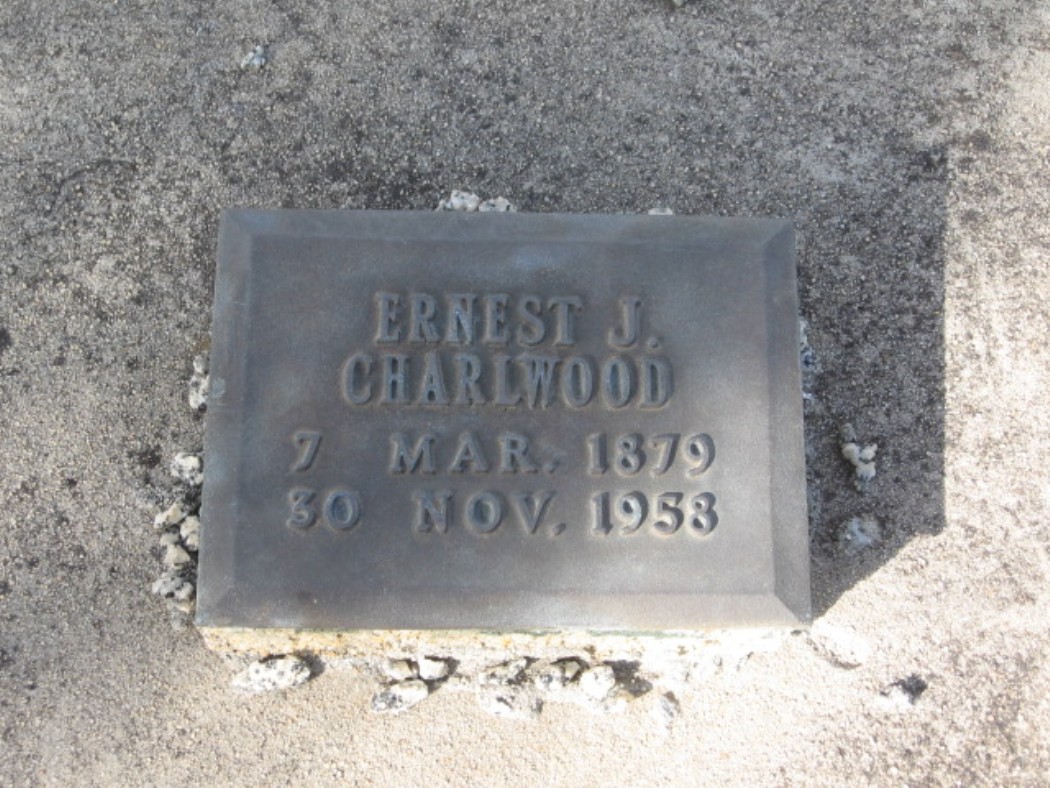 ERNEST J.
CHARLWOOD
7 MAR. 1879
30 NOV. 1958